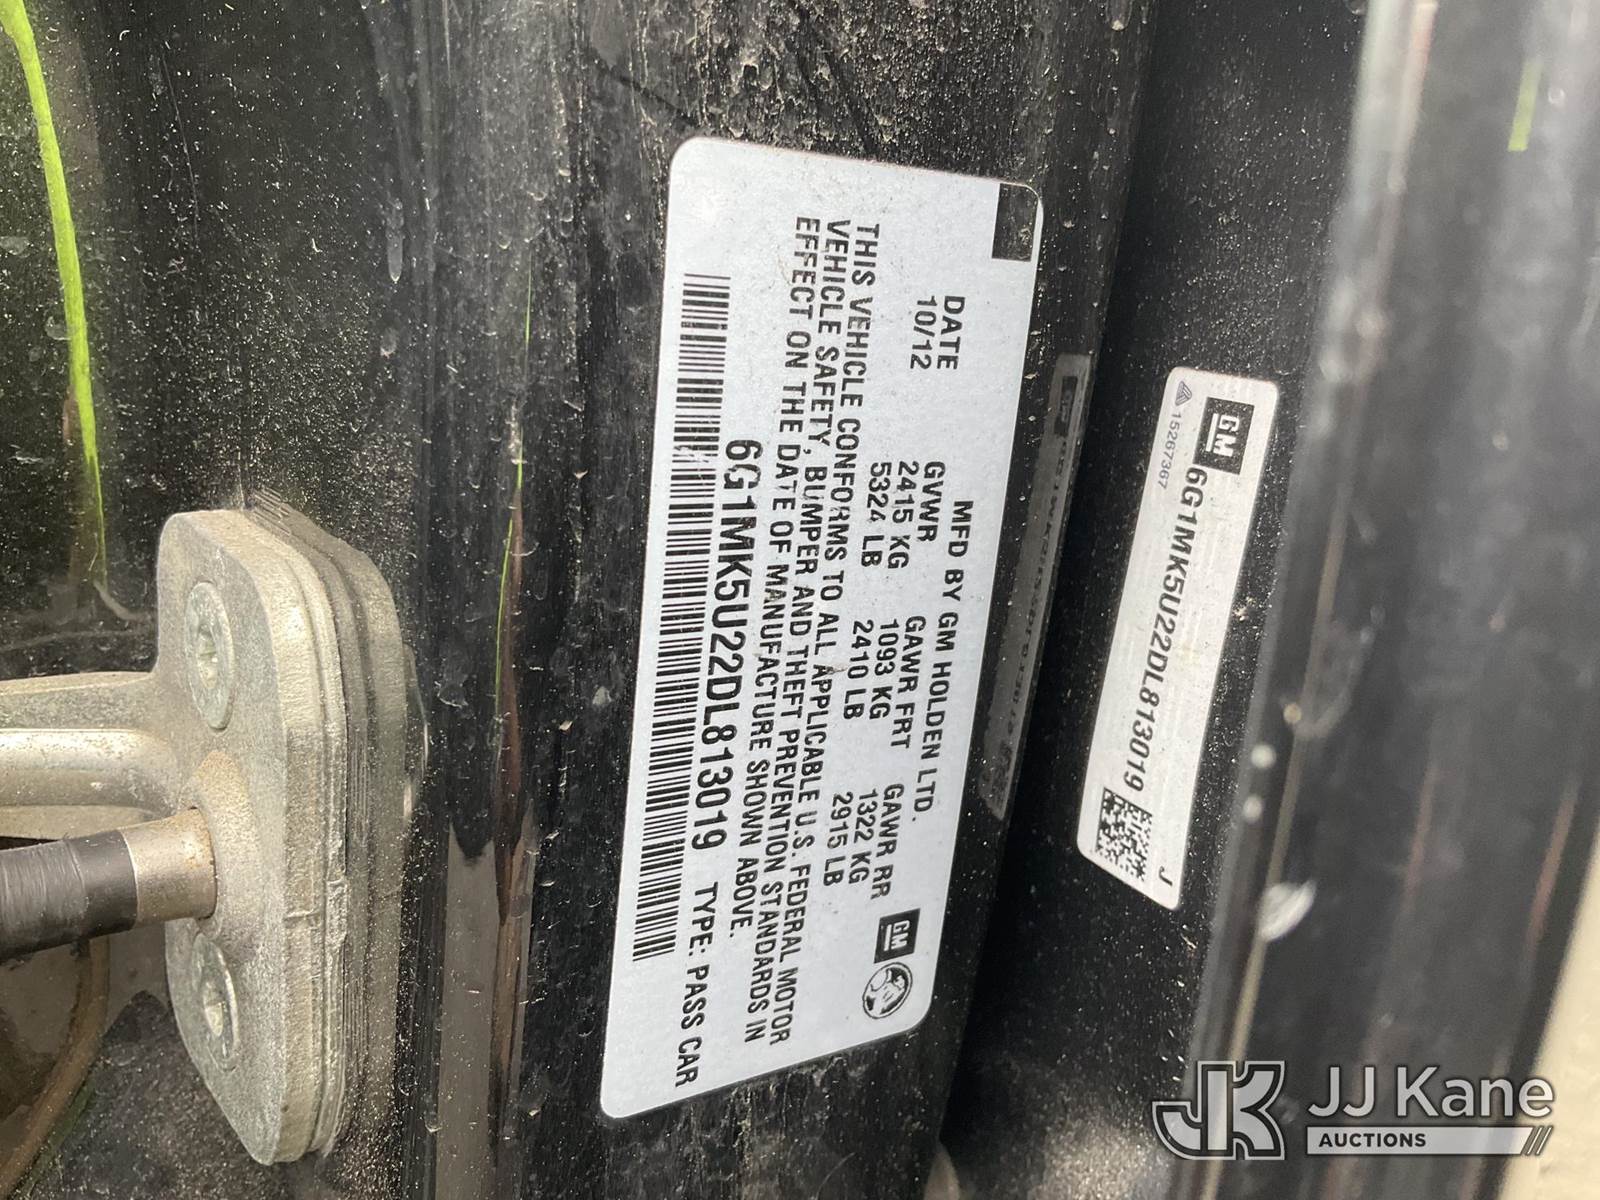 MFD BY GM HOLDEN LTD.
DATE GVWR GAWR FRT GAWR RR
10/12 2415 KG 1093 KG 1322 KG
5324 LB 2410 LB 2915 LB
GM
THIS VEHICLE CONFORMS TO ALL APPLICABLE U.S. FEDERAL MOTOR
VEHICLE SAFETY, BUMPER AND THEFT PREVENTION STANDARDS IN
EFFECT ON THE DATE OF MANUFACTURE SHOWN ABOVE.
6G1MK5U22DL813019 TYPE: PASS CAR
GM 6G1MK5U22DL813019 J
15267367
JK JJ Kane
AUCTIONS